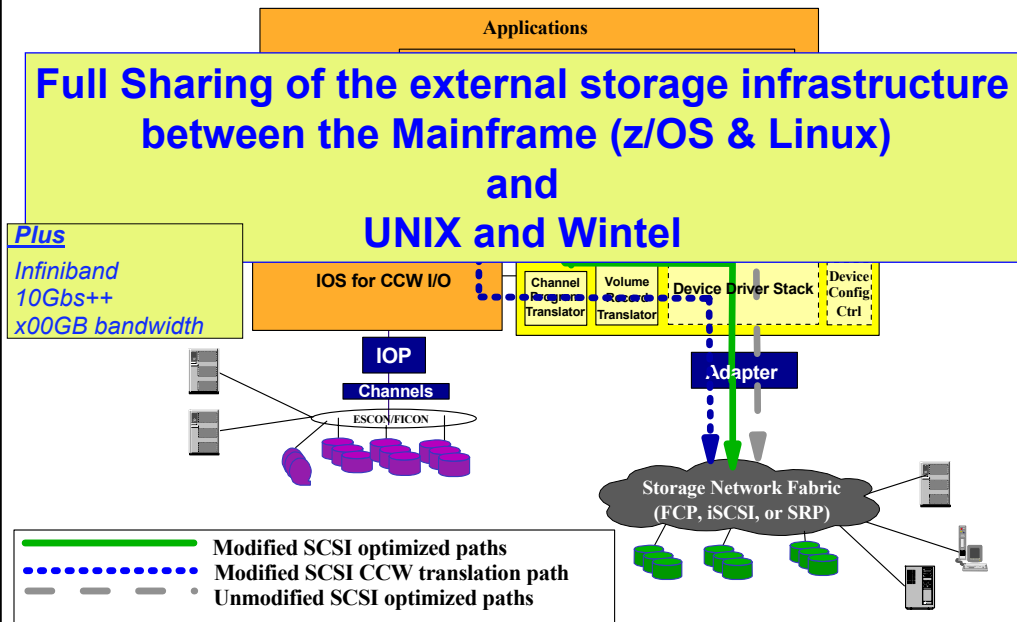 Applications
Full Sharing of the external storage infrastructure
between the Mainframe (z/OS & Linux)
and
UNIX and Wintel
Plus
Infiniband
10Gbs++
x00GB bandwidth
IOS for CCW I/O
Channel
Program
Translator
Volume
Record
Translator
Device Driver Stack
Device
Config
Ctrl
IOP
Channels
ESCON/FICON
Adapter
Storage Network Fabric
(FCP, iSCSI, or SRP)
Modified SCSI optimized paths
Modified SCSI CCW translation path
Unmodified SCSI optimized paths